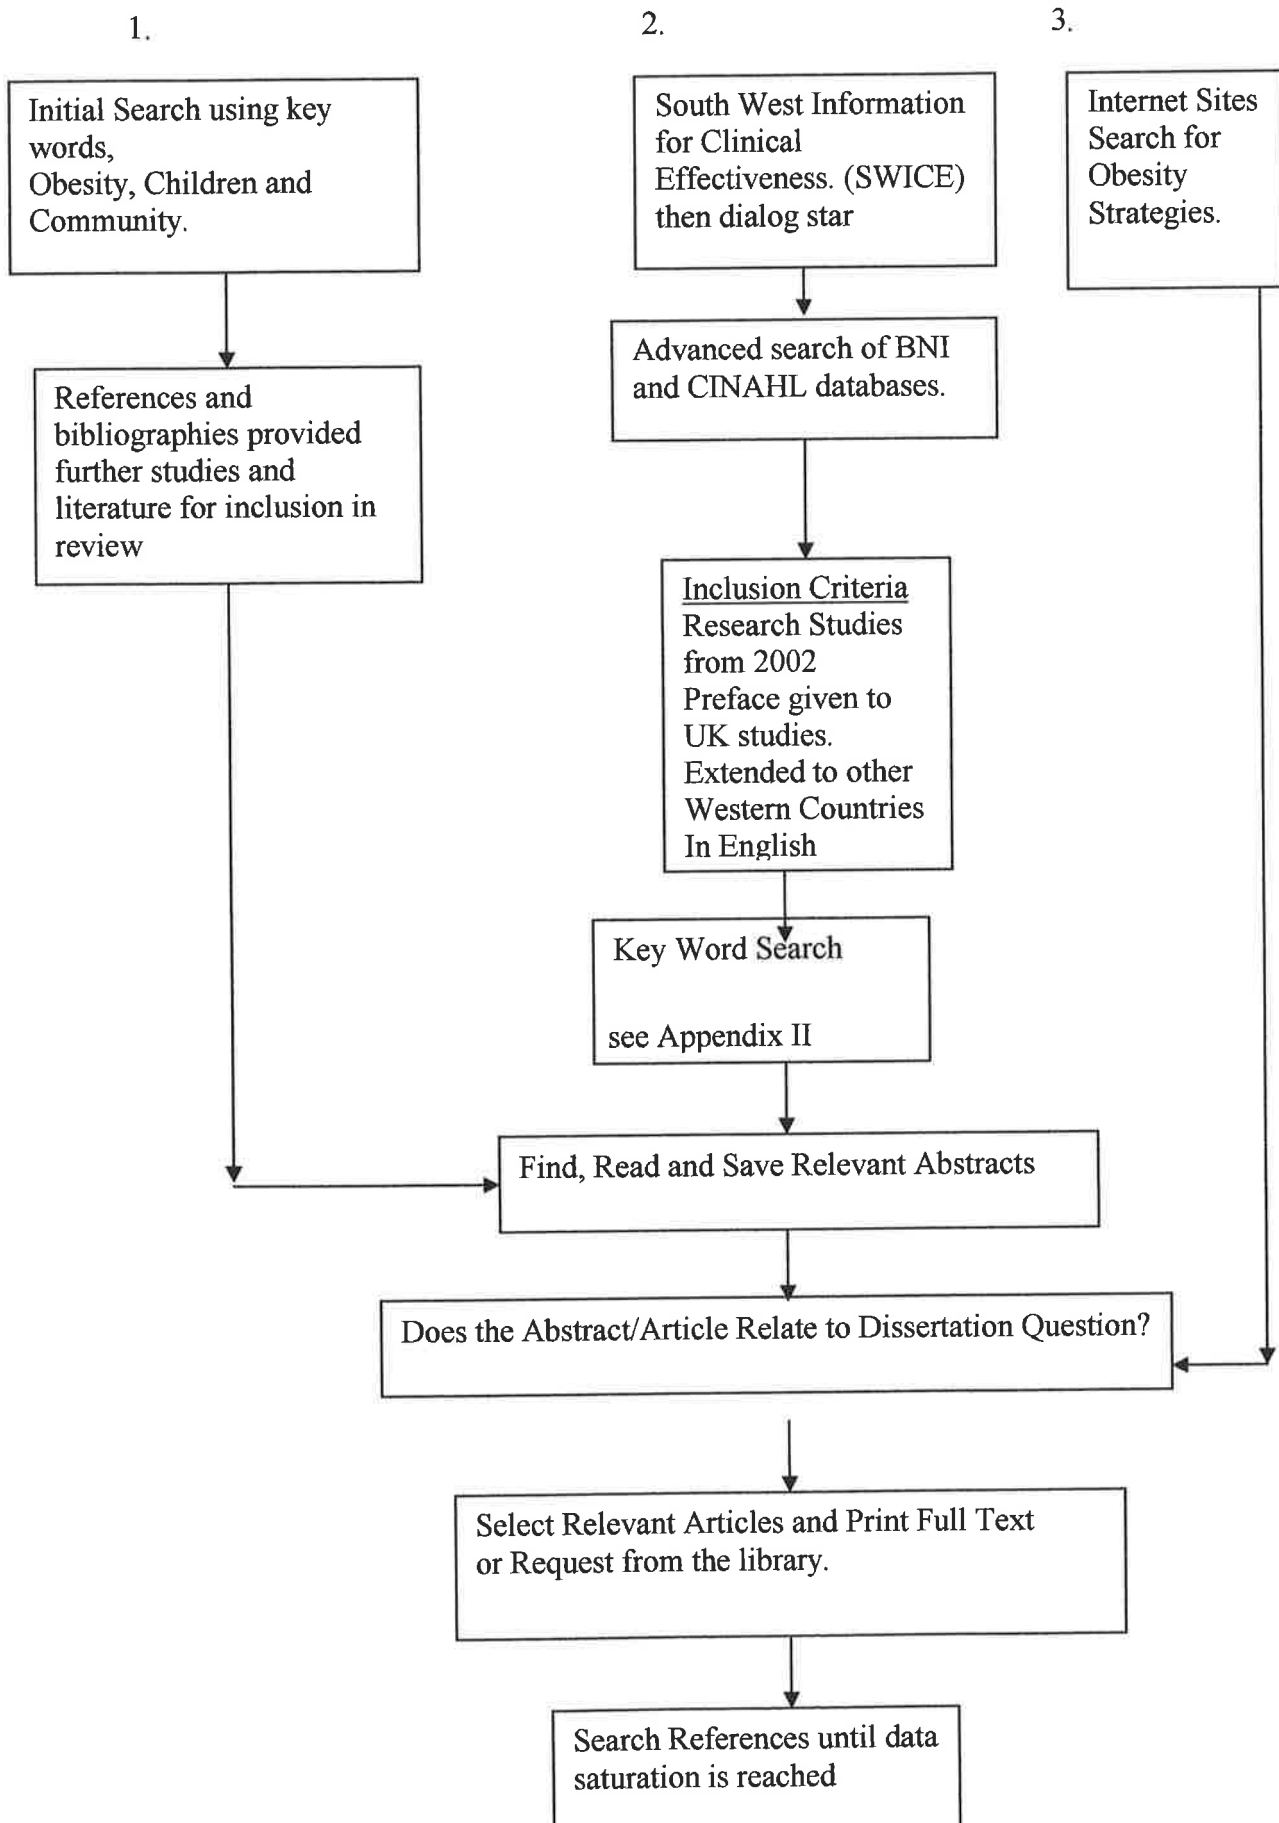 1.
2.
3.
Initial Search using key
words,
Obesity, Children and
Community.
South West Information
for Clinical
Effectiveness. (SWICE)
then dialog star
Internet Sites
Search for
Obesity
Strategies.
References and
bibliographies provided
further studies and
literature for inclusion in
review
Advanced search of BNI
and CINAHL databases.
Inclusion Criteria
Research Studies
from 2002
Preface given to
UK studies.
Extended to other
Western Countries
In English
Key Word Search
see Appendix II
Find, Read and Save Relevant Abstracts
Does the Abstract/Article Relate to Dissertation Question?
Select Relevant Articles and Print Full Text
or Request from the library.
Search References until data
saturation is reached